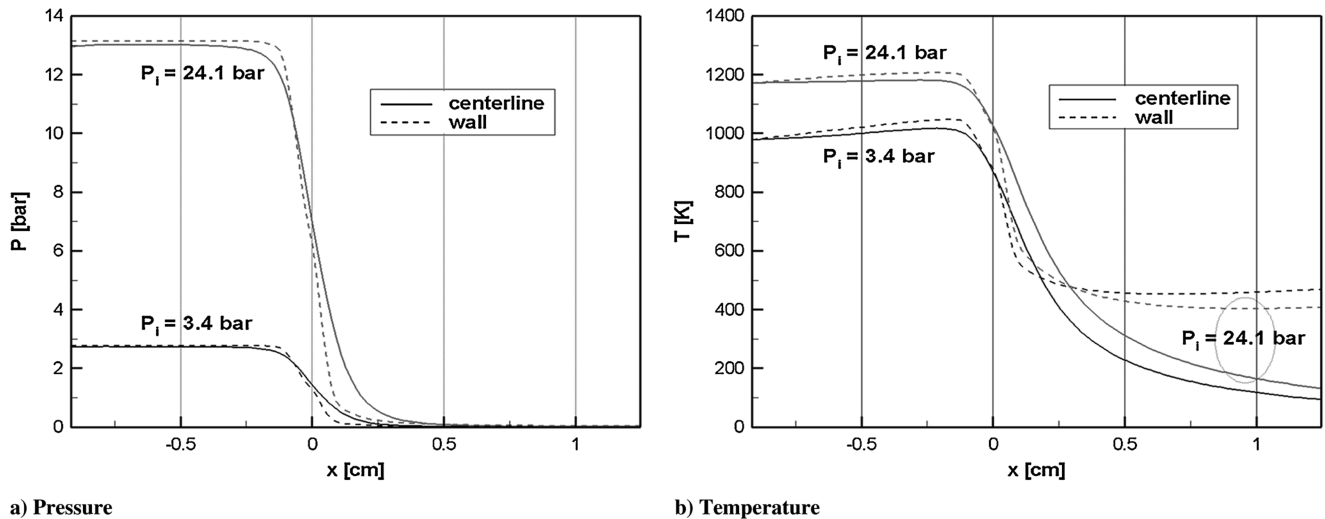 14
12
10
8
6
4
2
0
P [bar]
-0.5
0
0.5
1
x [cm]
P_i = 24.1 bar
P_i = 3.4 bar
centerline
wall
a) Pressure
1400
1200
1000
800
600
400
200
0
T [K]
-0.5
0
0.5
1
x [cm]
P_i = 24.1 bar
P_i = 3.4 bar
centerline
wall
P_i = 24.1 bar
b) Temperature